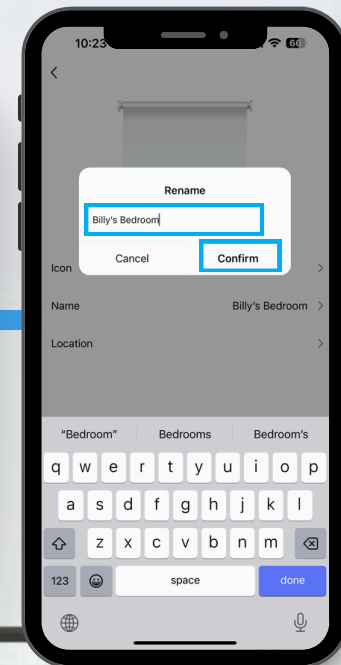 10:23
66
Rename
Billy's Bedroom
Cancel
Confirm
Icon
Name
Billy's Bedroom
Location
"Bedroom"
Bedrooms
Bedroom's
q w e r t y u i o p
a s d f g h j k l
z x c v b n m
123
space
done